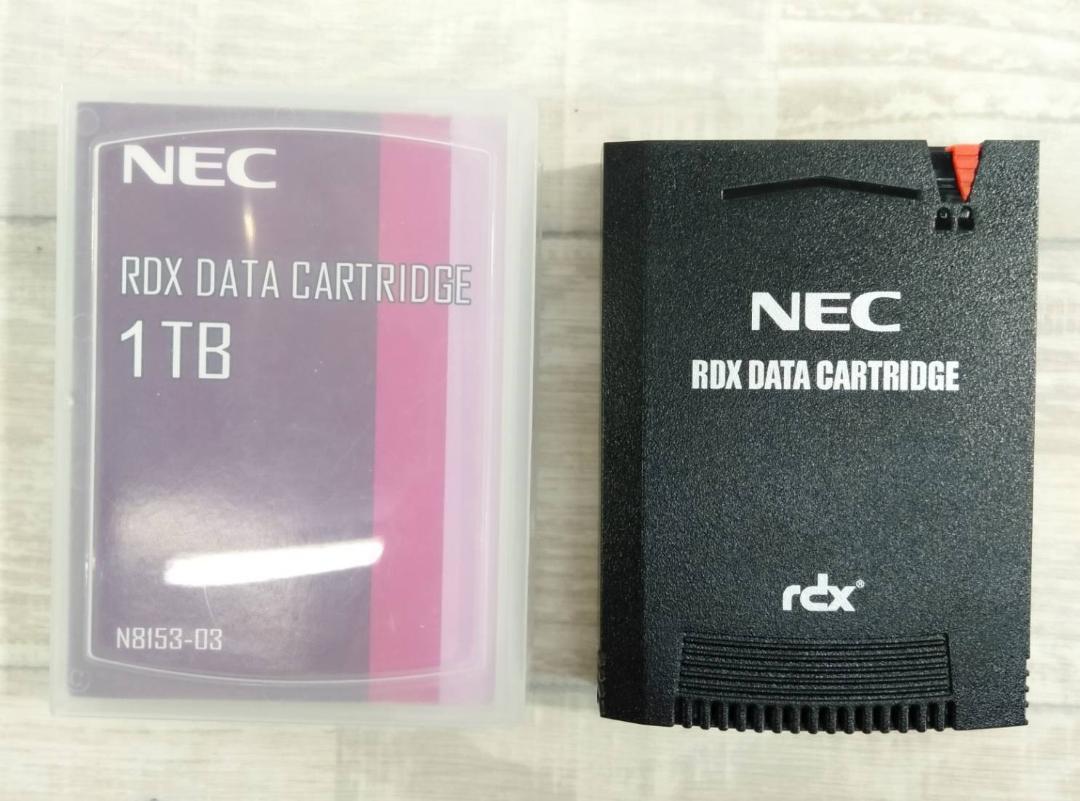 NEC
RDX DATA CARTRIDGE
1TB
N8153-03
NEC
RDX DATA CARTRIDGE
rdx®